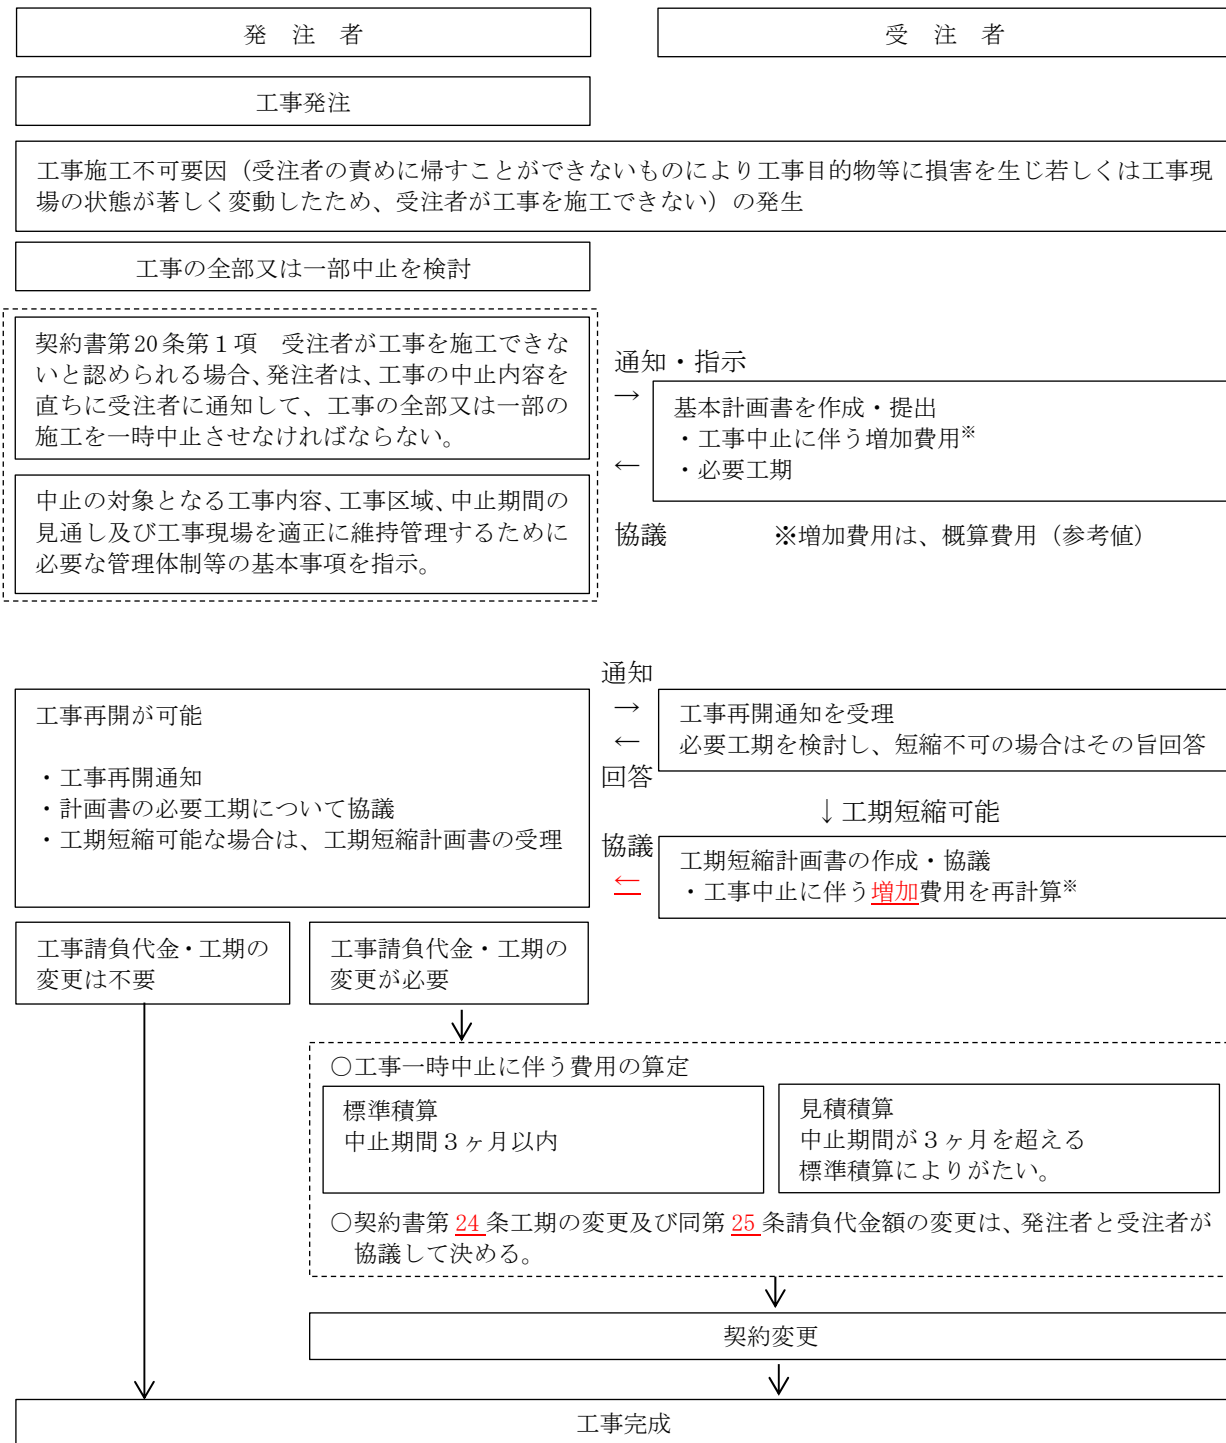 発 注 者
受 注 者
工事発注
工事施工不可要因（受注者の責めに帰すことができないものにより工事目的物等に損害を生じ若しくは工事現
場の状態が著しく変動したため、受注者が工事を施工できない）の発生
工事の全部又は一部中止を検討
契約書第20条第１項　受注者が工事を施工できな
いと認められる場合、発注者は、工事の中止内容を
直ちに受注者に通知して、工事の全部又は一部の
施工を一時中止させなければならない。
中止の対象となる工事内容、工事区域、中止期間の
見通し及び工事現場を適正に維持管理するために
必要な管理体制等の基本事項を指示。
通知・指示
→
←
協議
基本計画書を作成・提出
・工事中止に伴う増加費用※
・必要工期
※増加費用は、概算費用（参考値）
工事再開が可能
・工事再開通知
・計画書の必要工期について協議
・工期短縮可能な場合は、工期短縮計画書の受理
通知
→
←
回答
工事再開通知を受理
必要工期を検討し、短縮不可の場合はその旨回答
↓工期短縮可能
協議
←
工期短縮計画書の作成・協議
・工事中止に伴う増加費用を再計算※
工事請負代金・工期の
変更は不要
工事請負代金・工期の
変更が必要
○工事一時中止に伴う費用の算定
標準積算
中止期間３ヶ月以内
見積積算
中止期間が３ヶ月を超える
標準積算によりがたい。
○契約書第 24 条工期の変更及び同第 25 条請負代金額の変更は、発注者と受注者が
協議して決める。
契約変更
工事完成